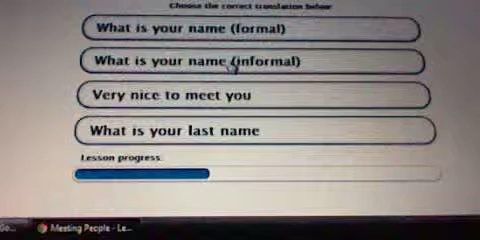 Choose the correct translation below
What is your name (formal)
What is your name (informal)
Very nice to meet you
What is your last name
Lesson progress
Go...
Meeting People - Le...